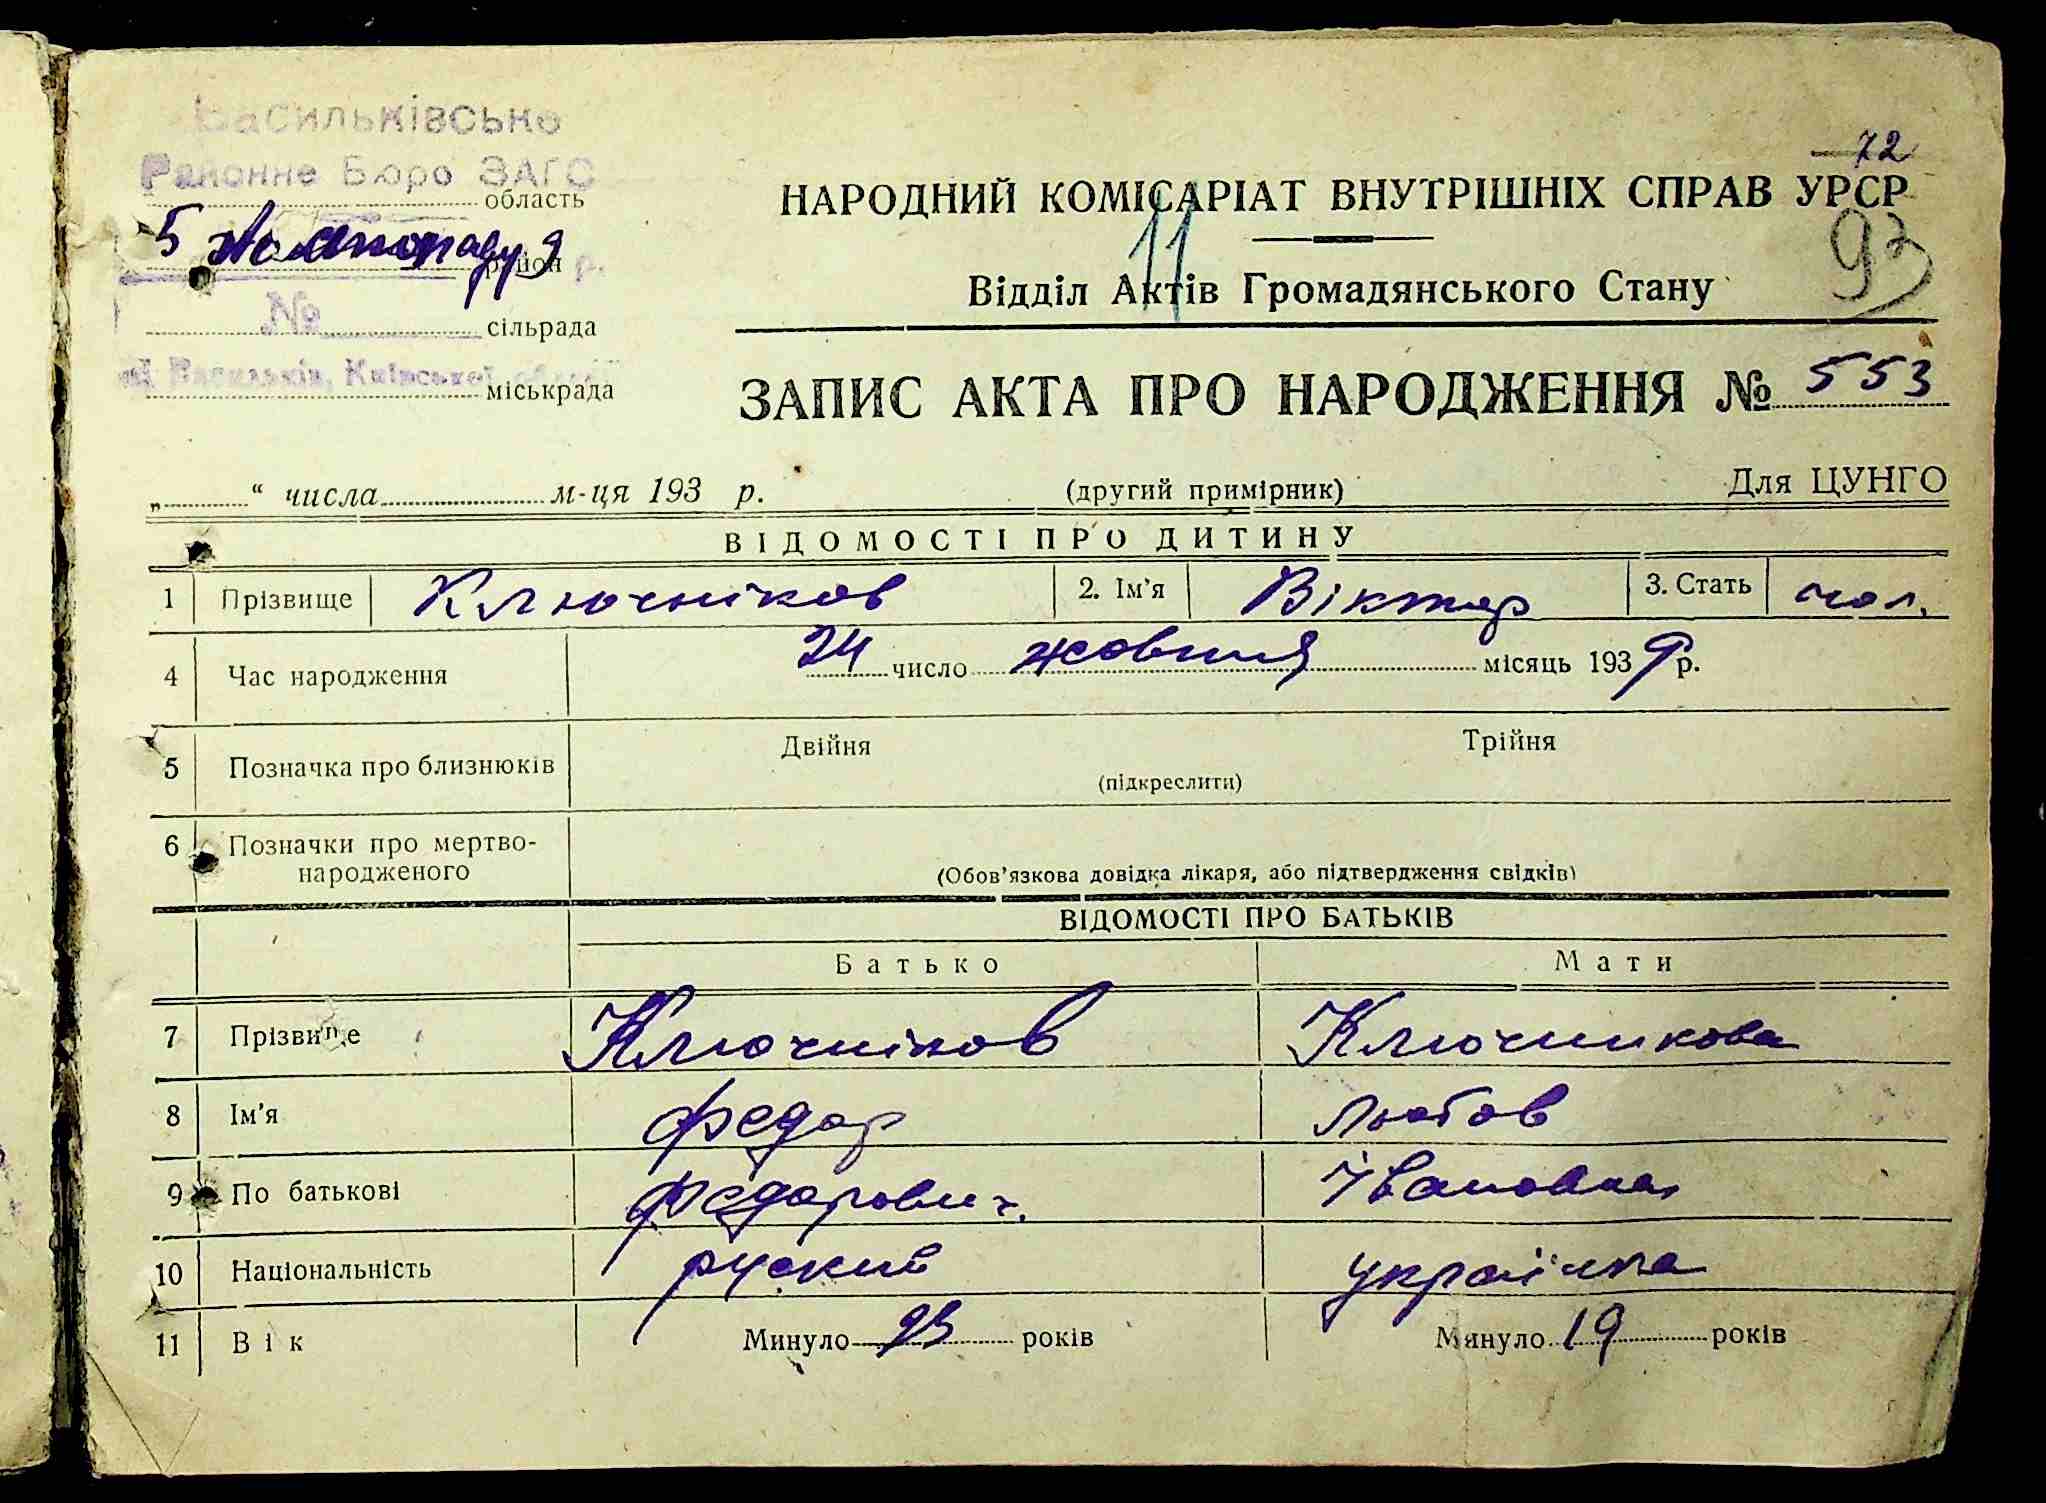 Васильківське
Районне Бюро ЗАГС
область
5 листопаду 9
район р.
№ сільрада
Васильків, Київської
міськрада
72
НАРОДНИЙ КОМІСАРІАТ ВНУТРІШНІХ СПРАВ УРСР
11
93
Відділ Актів Громадянського Стану
ЗАПИС АКТА ПРО НАРОДЖЕННЯ № 553
„ “ числа м-ця 193 р. (другий примірник) Для ЦУНГО
ВІДОМОСТІ ПРО ДИТИНУ
1 Прізвище Ключніков 2. Ім'я Віктор 3. Стать чол.
4 Час народження 24 число жовтня місяць 1939 р.
5 Позначка про близнюків Двійня Трійня
(підкреслити)
6 Позначки про мертво-
народженого
(Обов'язкова довідка лікаря, або підтвердження свідків)
ВІДОМОСТІ ПРО БАТЬКІВ
Батько Мати
7 Прізвище Ключніков Ключникова
8 Ім'я Федор Любов
9 По батькові Федорович. Івановна
10 Національність руский українка
11 Вік Минуло 23 років Минуло 19 років